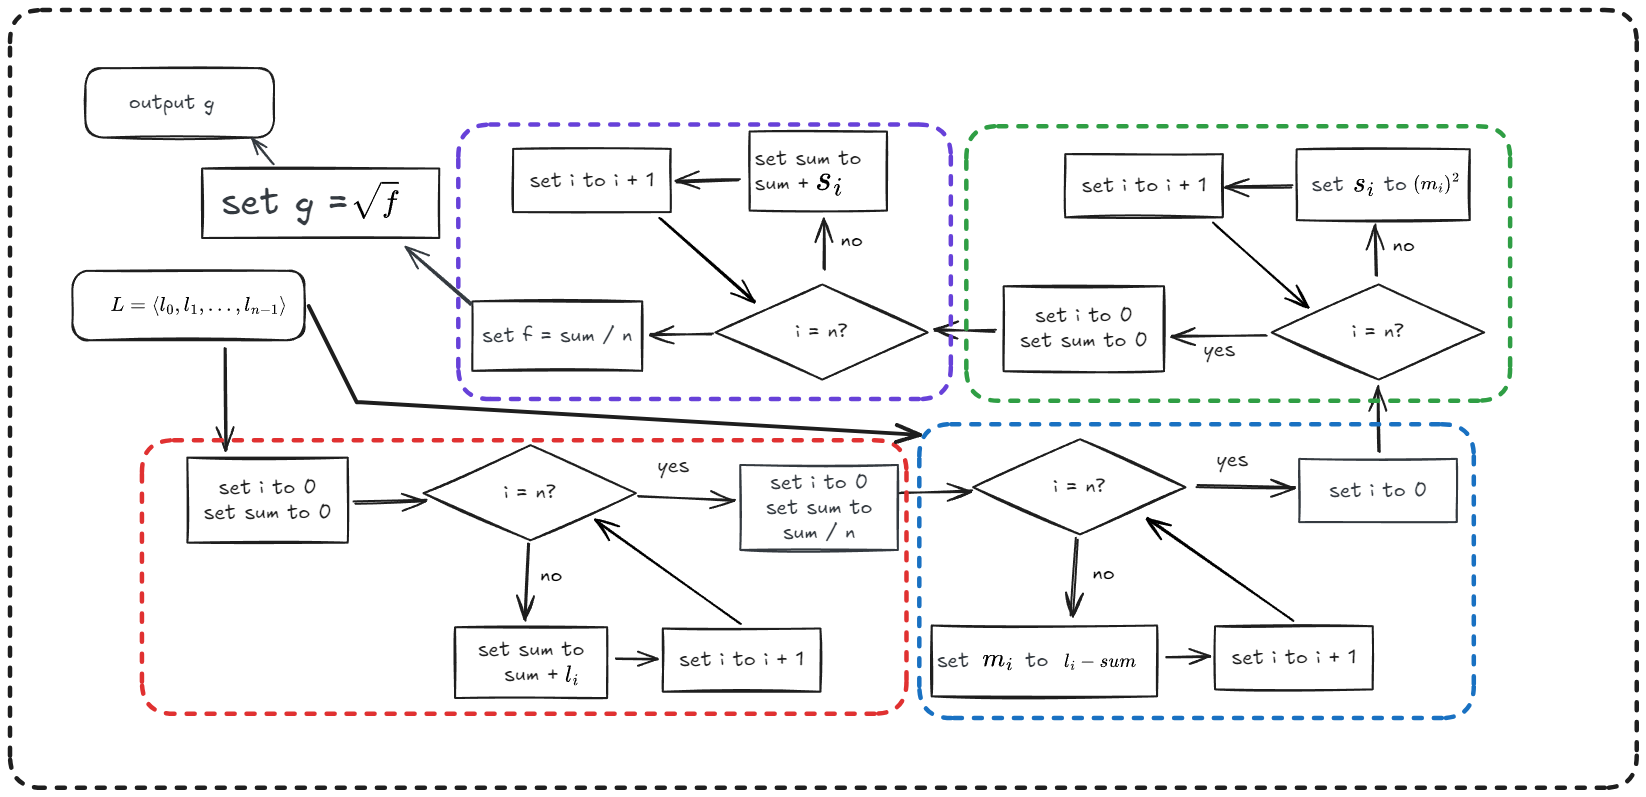 output g
set g = √f
L = ⟨l₀, l₁, …, lₙ₋₁⟩
set i to i + 1
set sum to
sum + sᵢ
no
i = n?
set f = sum / n
set i to i + 1
set sᵢ to (mᵢ)²
no
i = n?
yes
set i to 0
set sum to 0
set i to 0
set sum to 0
i = n?
yes
set i to 0
set sum to
sum / n
no
set sum to
sum + lᵢ
set i to i + 1
i = n?
yes
set i to 0
no
set mᵢ to lᵢ − sum
set i to i + 1